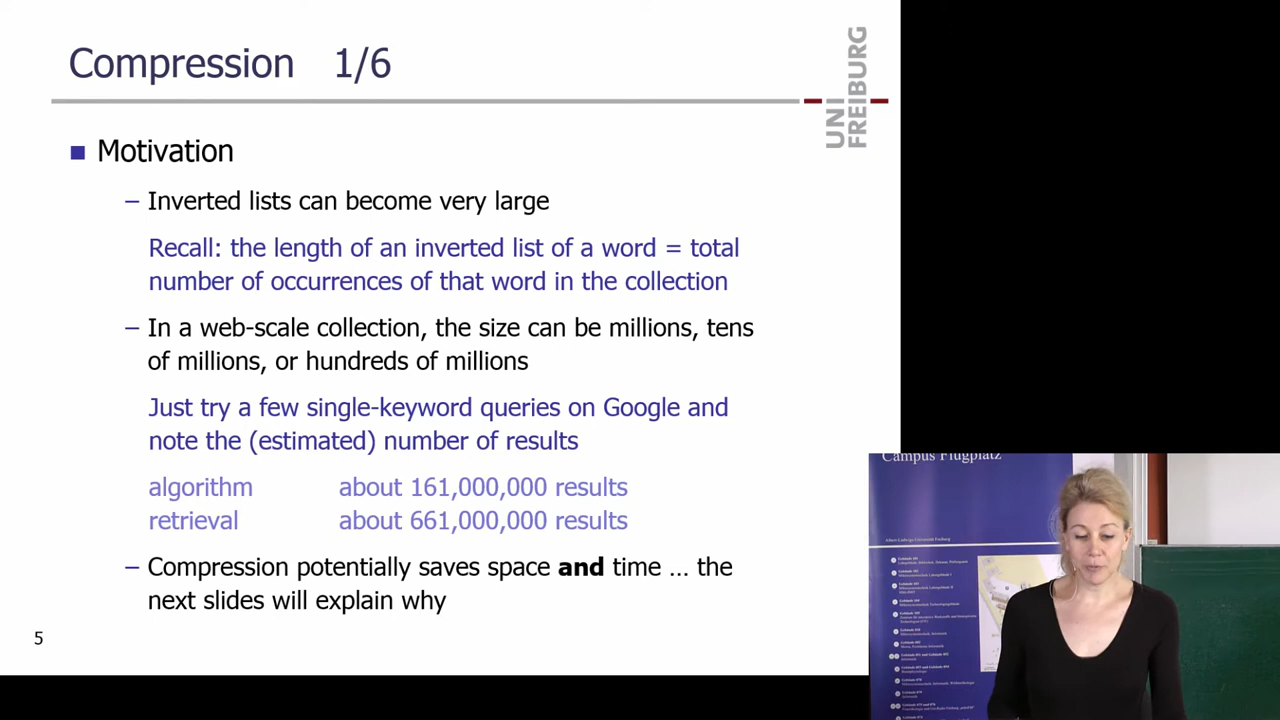 Compression 1/6
UNI
FREIBURG
Motivation
– Inverted lists can become very large
Recall: the length of an inverted list of a word = total
number of occurrences of that word in the collection
– In a web-scale collection, the size can be millions, tens
of millions, or hundreds of millions
Just try a few single-keyword queries on Google and
note the (estimated) number of results
algorithm about 161,000,000 results
retrieval about 661,000,000 results
– Compression potentially saves space and time … the
next slides will explain why
5
Campus Flugplatz
Albert-Ludwigs-Universität Freiburg